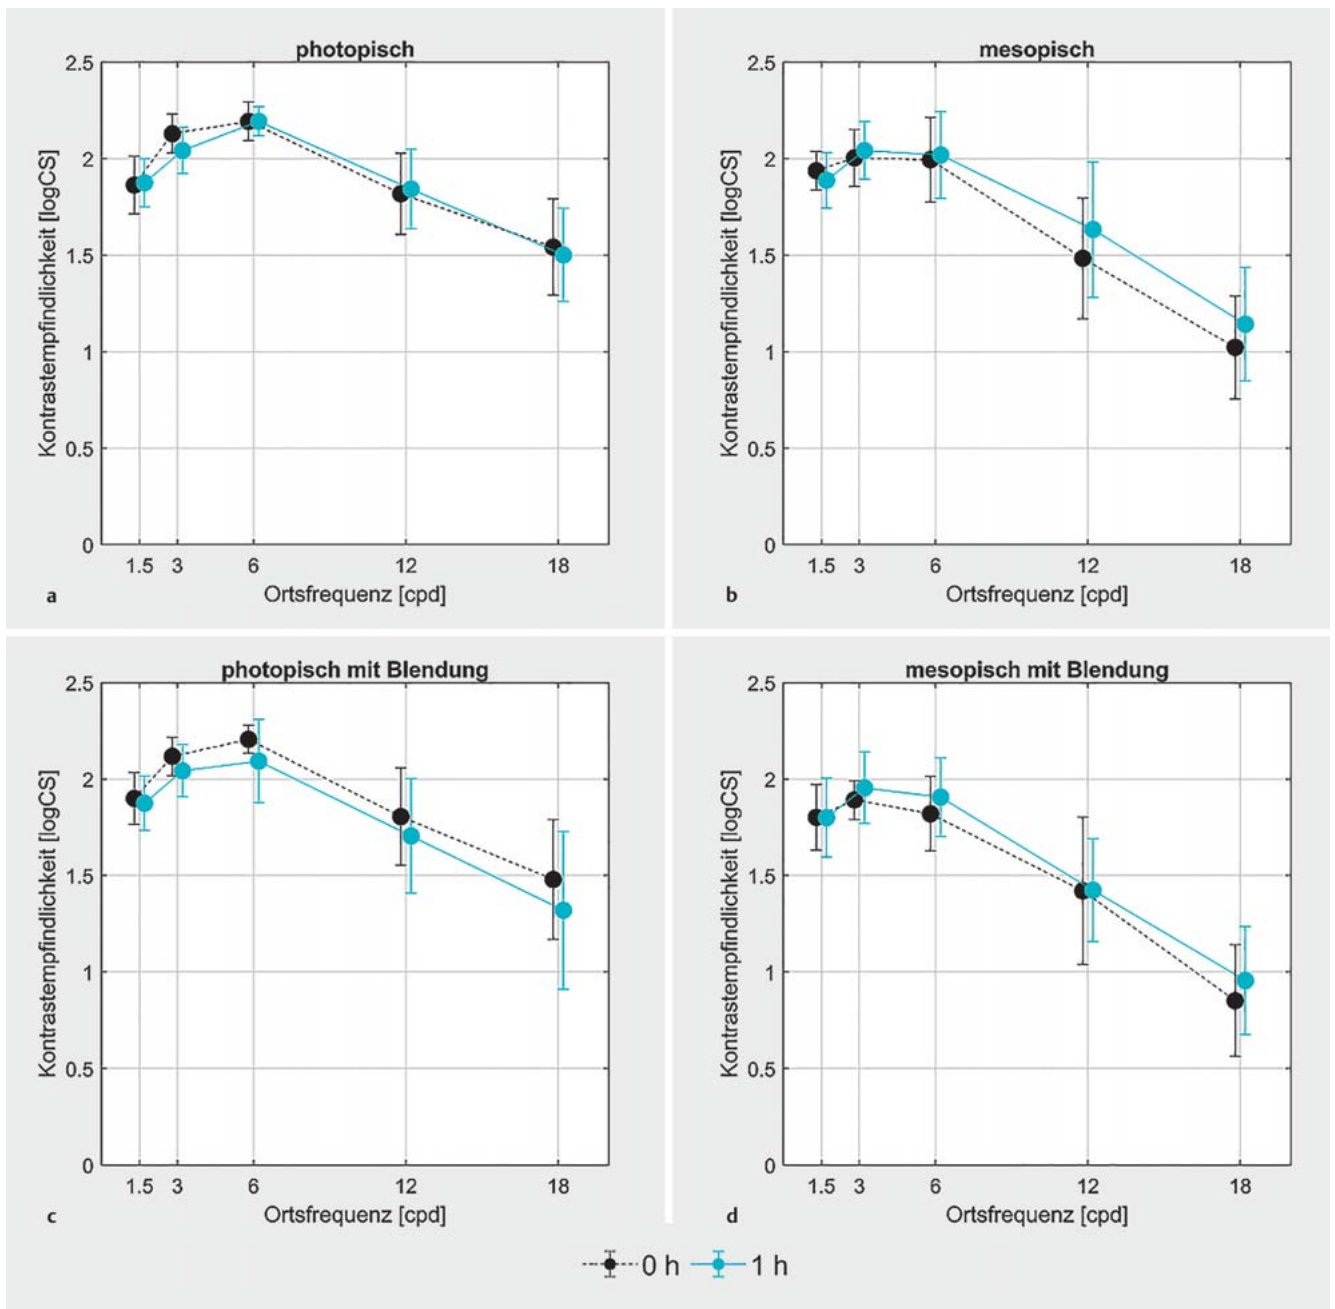 photopisch
Kontrastempfindlichkeit [logCS]
2.5
2
1.5
1
0.5
0
1.5 3 6 12 18
Ortsfrequenz [cpd]
a
mesopisch
Kontrastempfindlichkeit [logCS]
2.5
2
1.5
1
0.5
0
1.5 3 6 12 18
Ortsfrequenz [cpd]
b
photopisch mit Blendung
Kontrastempfindlichkeit [logCS]
2.5
2
1.5
1
0.5
0
1.5 3 6 12 18
Ortsfrequenz [cpd]
c
mesopisch mit Blendung
Kontrastempfindlichkeit [logCS]
2.5
2
1.5
1
0.5
0
1.5 3 6 12 18
Ortsfrequenz [cpd]
d
0 h 1 h